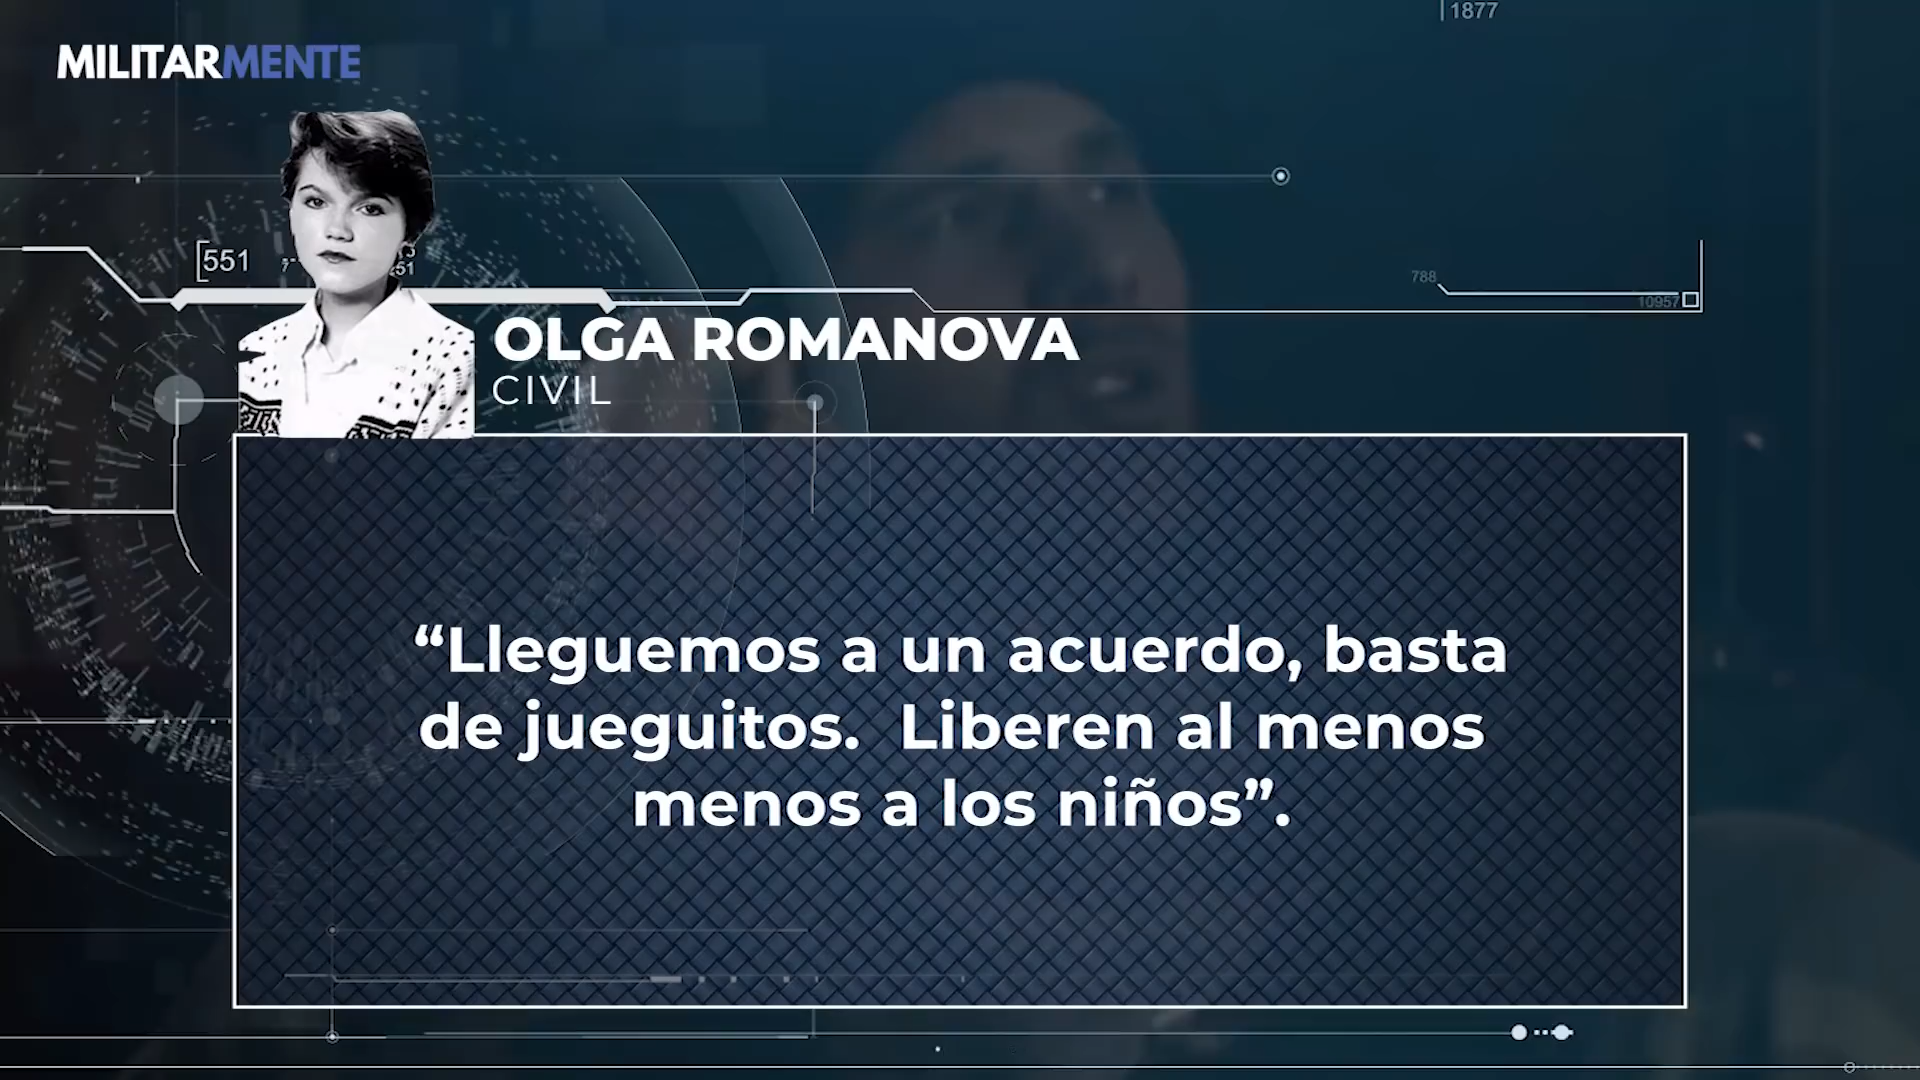 1877
MILITARMENTE
551
51
788
10957
OLGA ROMANOVA
CIVIL
“Lleguemos a un acuerdo, basta
de jueguitos.  Liberen al menos
menos a los niños”.